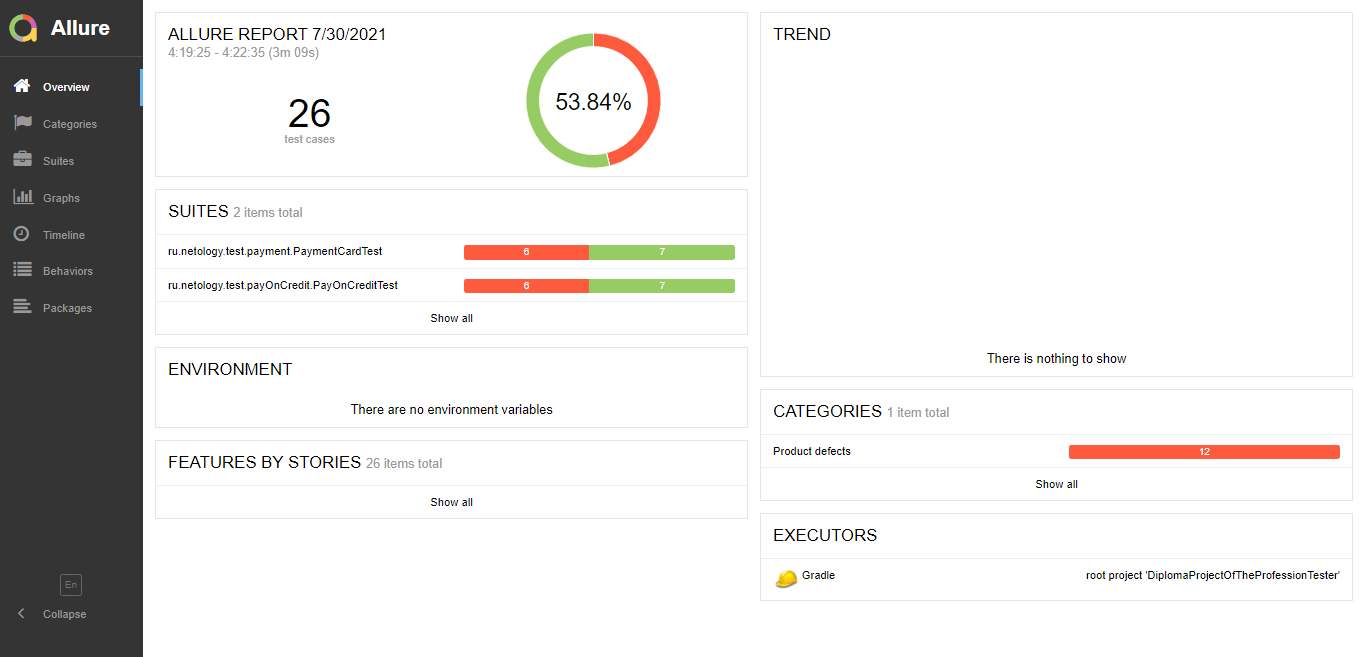 Allure
Overview
Categories
Suites
Graphs
Timeline
Behaviors
Packages
En
Collapse
ALLURE REPORT 7/30/2021
4:19:25 - 4:22:35 (3m 09s)
26
test cases
53.84%
SUITES 2 items total
ru.netology.test.payment.PaymentCardTest 6 7
ru.netology.test.payOnCredit.PayOnCreditTest 6 7
Show all
ENVIRONMENT
There are no environment variables
FEATURES BY STORIES 26 items total
Show all
TREND
There is nothing to show
CATEGORIES 1 item total
Product defects 12
Show all
EXECUTORS
Gradle root project 'DiplomaProjectOfTheProfessionTester'